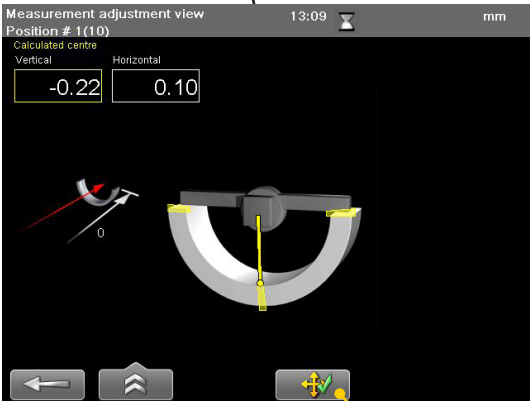 Measurement adjustment view 13:09 mm
Position # 1(10)
Calculated centre
Vertical Horizontal
-0.22 0.10
0